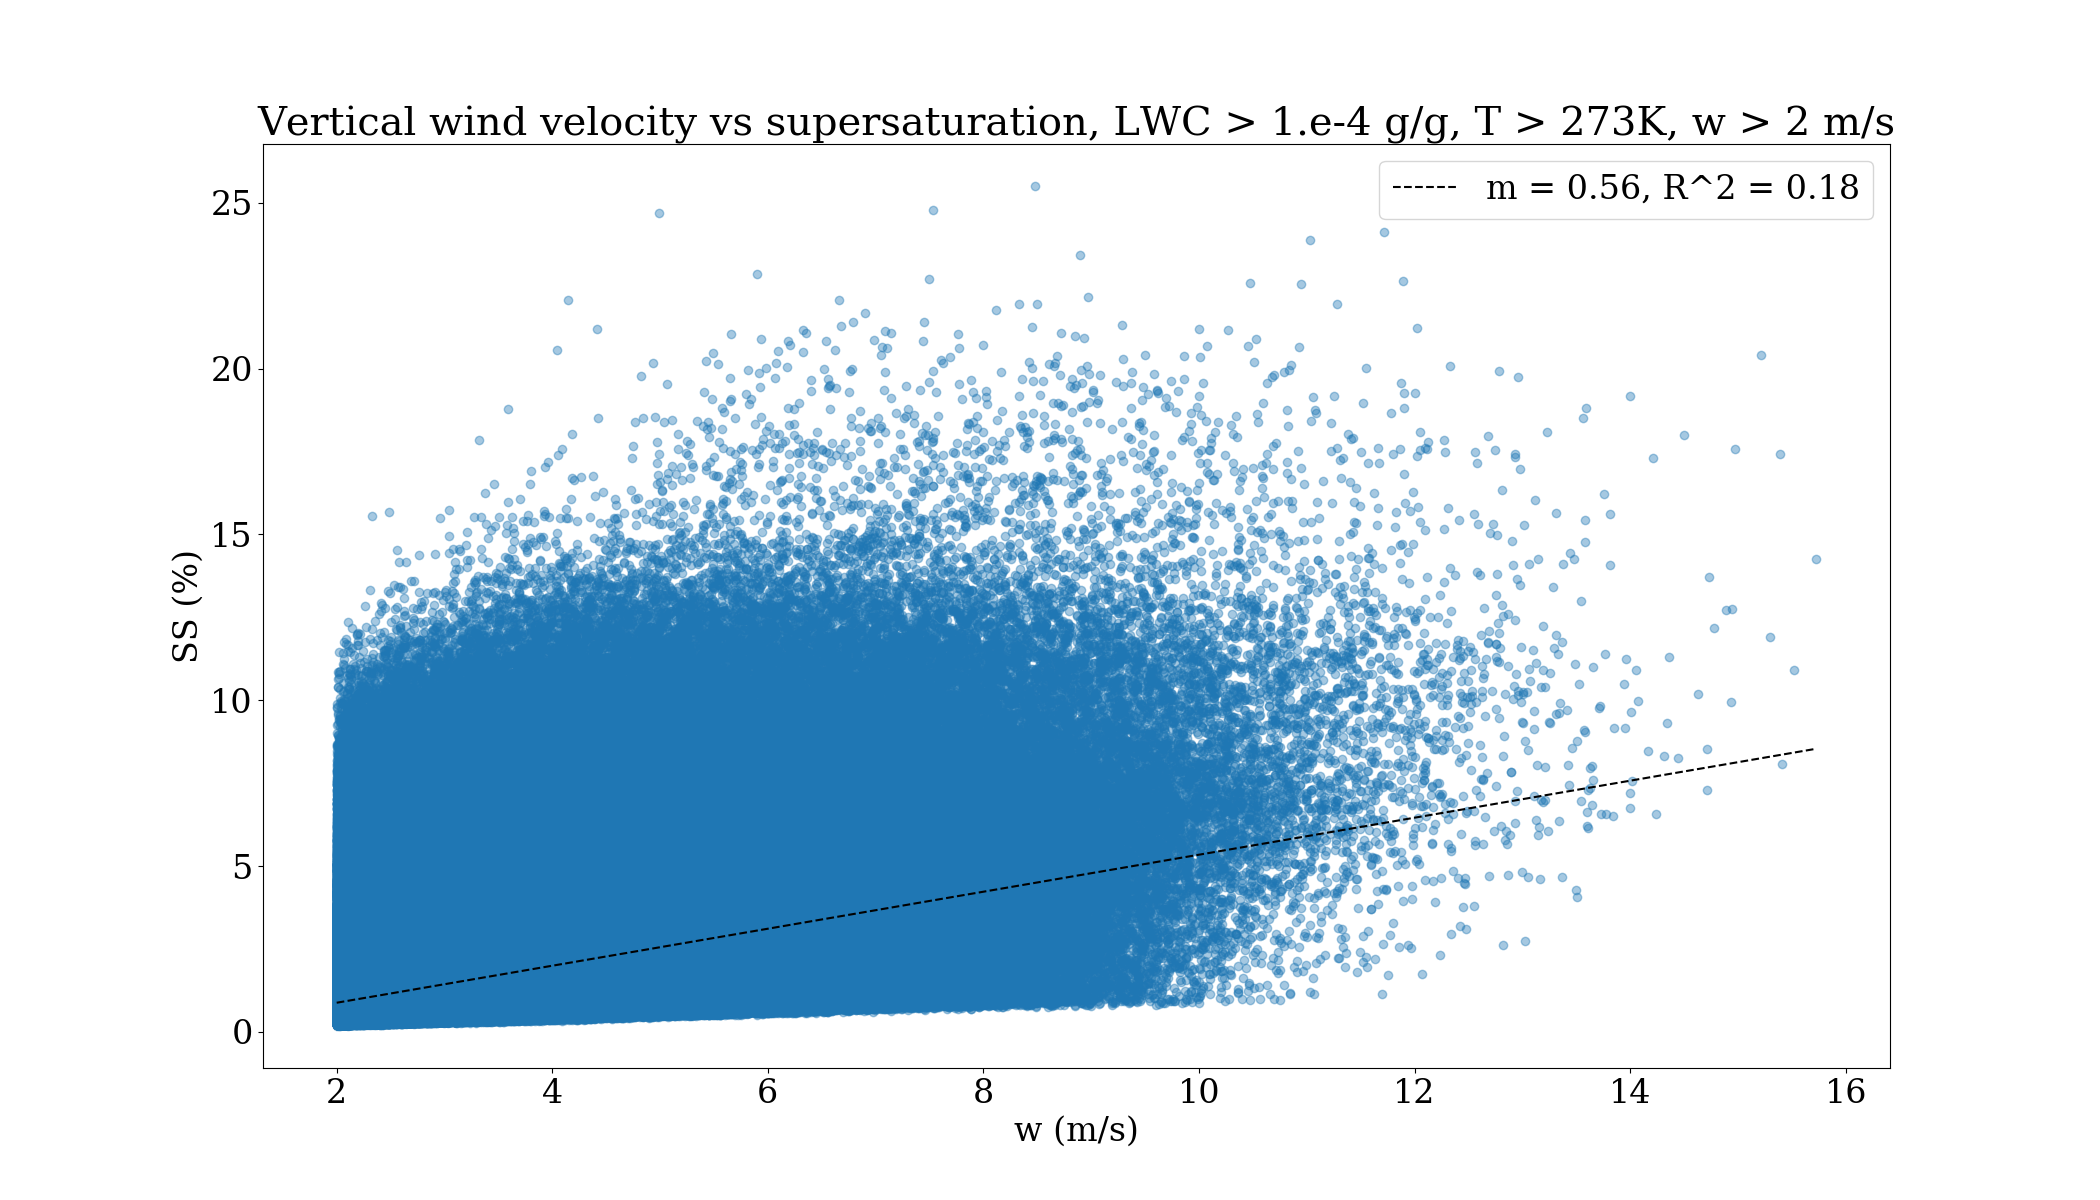 Vertical wind velocity vs supersaturation, LWC > 1.e-4 g/g, T > 273K, w > 2 m/s
m = 0.56, R^2 = 0.18
25
20
15
10
5
0
SS (%)
2 4 6 8 10 12 14 16
w (m/s)